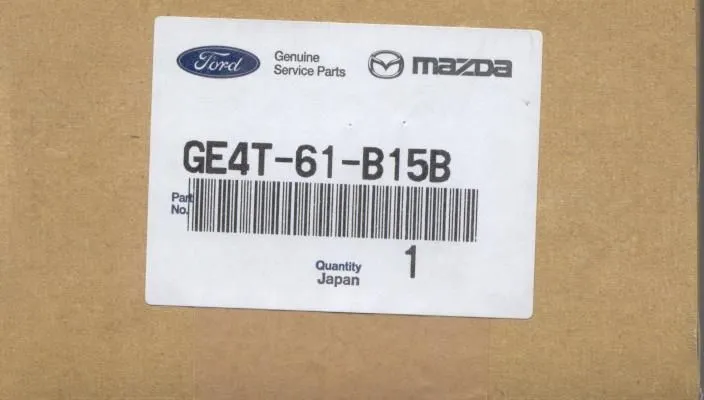 Ford
Genuine
Service Parts
mazda
GE4T-61-B15B
Part
No.
1
Quantity
Japan